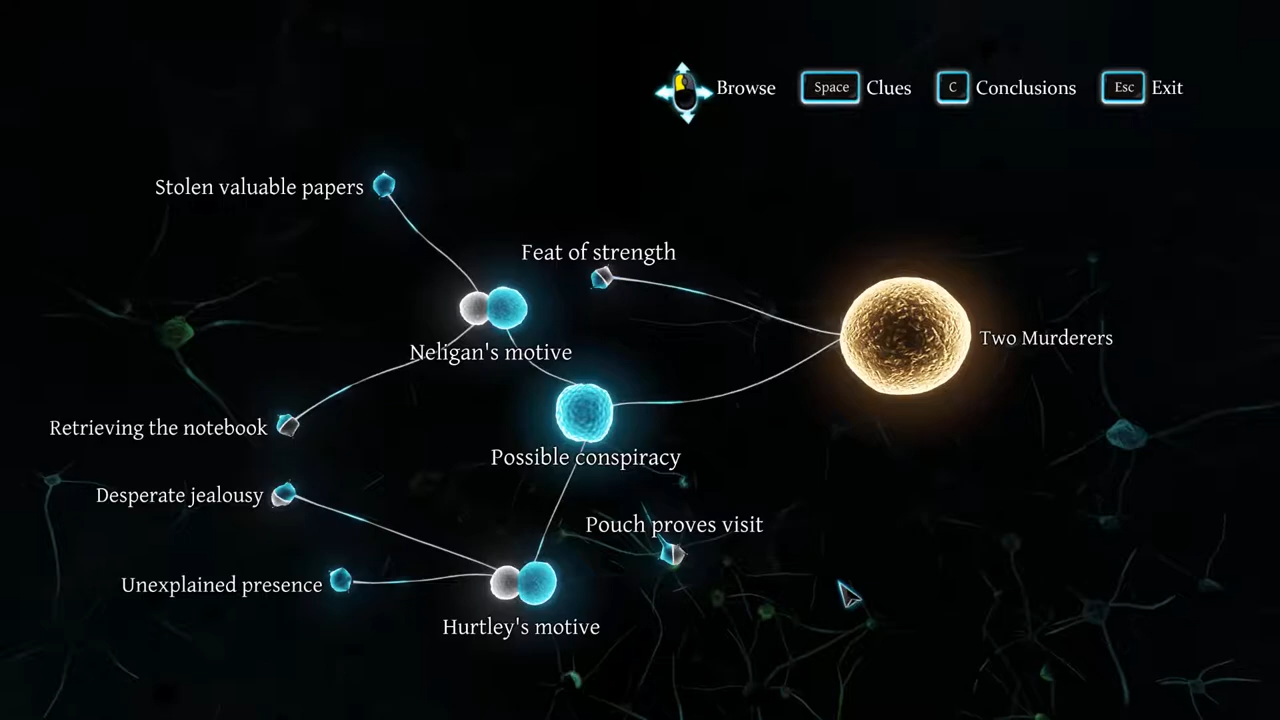 Browse
Space Clues
C Conclusions
Esc Exit
Stolen valuable papers
Feat of strength
Two Murderers
Neligan's motive
Retrieving the notebook
Possible conspiracy
Desperate jealousy
Pouch proves visit
Unexplained presence
Hurtley's motive